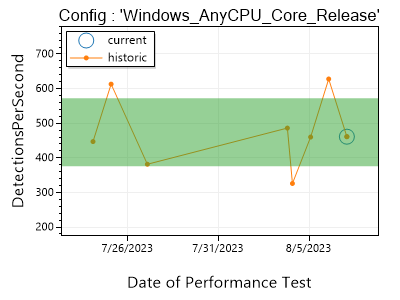 Config : 'Windows_AnyCPU_Core_Release'
current
historic
DetectionsPerSecond
700
600
500
400
300
200
7/26/2023
7/31/2023
8/5/2023
Date of Performance Test